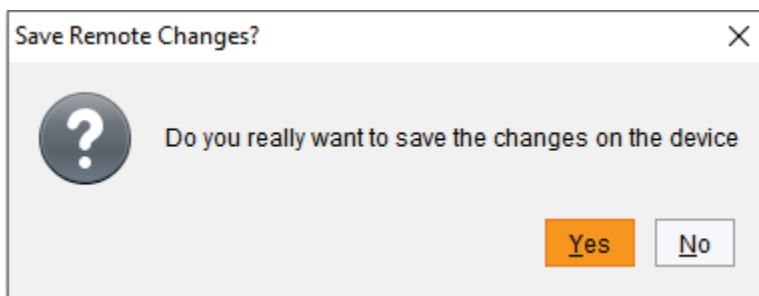 Save Remote Changes?
Do you really want to save the changes on the device
Yes
No